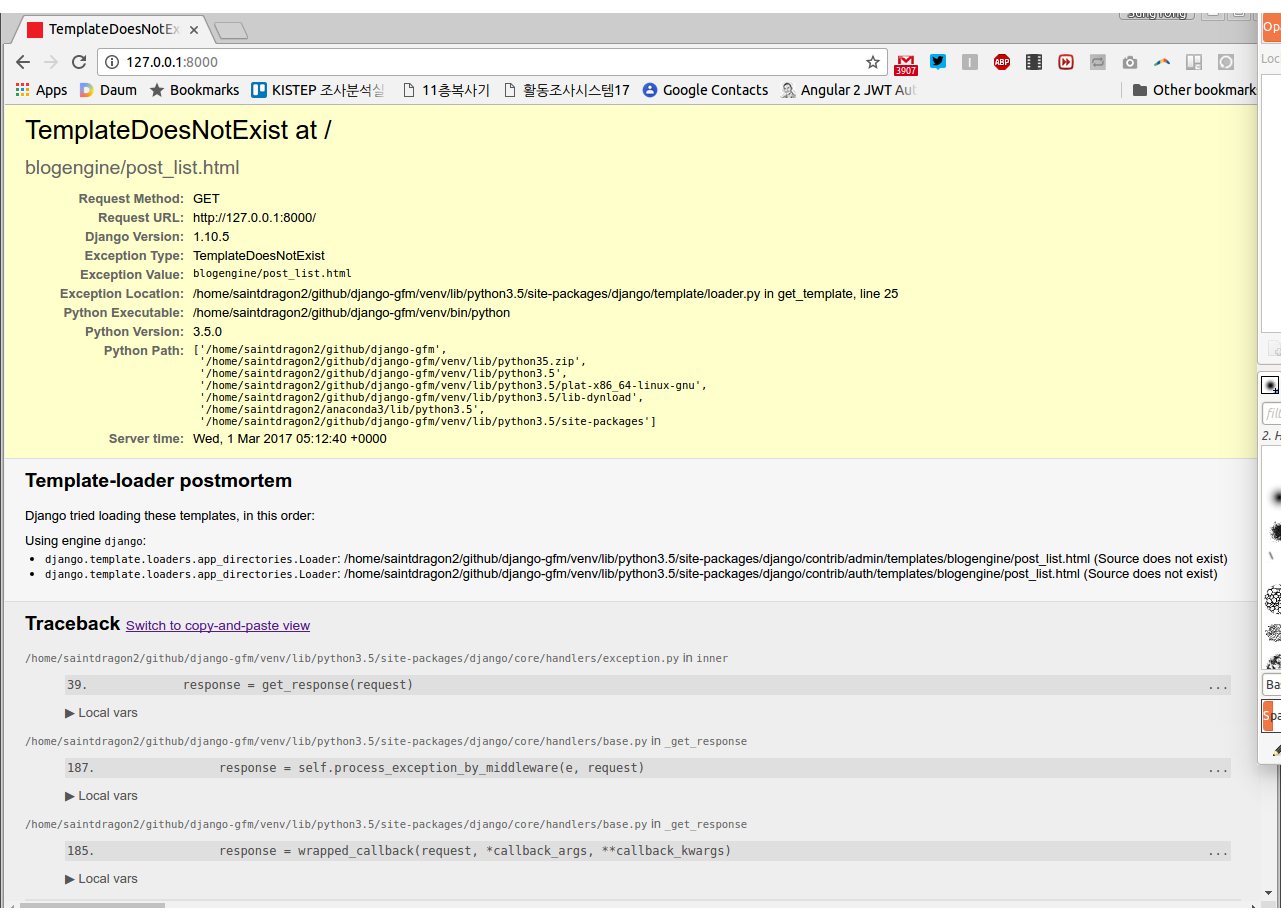 TemplateDoesNotEx
SungYong
127.0.0.1:8000
3907
ABP
Apps Daum Bookmarks KISTEP 조사분석실 11층복사기 활동조사시스템17 Google Contacts Angular 2 JWT Aut Other bookmark
TemplateDoesNotExist at /
blogengine/post_list.html
Request Method: GET
Request URL: http://127.0.0.1:8000/
Django Version: 1.10.5
Exception Type: TemplateDoesNotExist
Exception Value: blogengine/post_list.html
Exception Location: /home/saintdragon2/github/django-gfm/venv/lib/python3.5/site-packages/django/template/loader.py in get_template, line 25
Python Executable: /home/saintdragon2/github/django-gfm/venv/bin/python
Python Version: 3.5.0
Python Path: ['/home/saintdragon2/github/django-gfm',
'/home/saintdragon2/github/django-gfm/venv/lib/python35.zip',
'/home/saintdragon2/github/django-gfm/venv/lib/python3.5',
'/home/saintdragon2/github/django-gfm/venv/lib/python3.5/plat-x86_64-linux-gnu',
'/home/saintdragon2/github/django-gfm/venv/lib/python3.5/lib-dynload',
'/home/saintdragon2/anaconda3/lib/python3.5',
'/home/saintdragon2/github/django-gfm/venv/lib/python3.5/site-packages']
Server time: Wed, 1 Mar 2017 05:12:40 +0000
Template-loader postmortem
Django tried loading these templates, in this order:
Using engine django:
• django.template.loaders.app_directories.Loader: /home/saintdragon2/github/django-gfm/venv/lib/python3.5/site-packages/django/contrib/admin/templates/blogengine/post_list.html (Source does not exist)
• django.template.loaders.app_directories.Loader: /home/saintdragon2/github/django-gfm/venv/lib/python3.5/site-packages/django/contrib/auth/templates/blogengine/post_list.html (Source does not exist)
Traceback Switch to copy-and-paste view
/home/saintdragon2/github/django-gfm/venv/lib/python3.5/site-packages/django/core/handlers/exception.py in inner
39. response = get_response(request) ...
▶ Local vars
/home/saintdragon2/github/django-gfm/venv/lib/python3.5/site-packages/django/core/handlers/base.py in _get_response
187. response = self.process_exception_by_middleware(e, request) ...
▶ Local vars
/home/saintdragon2/github/django-gfm/venv/lib/python3.5/site-packages/django/core/handlers/base.py in _get_response
185. response = wrapped_callback(request, *callback_args, **callback_kwargs) ...
▶ Local vars
Opa
Loc
filt
2. H
Bas
Spa